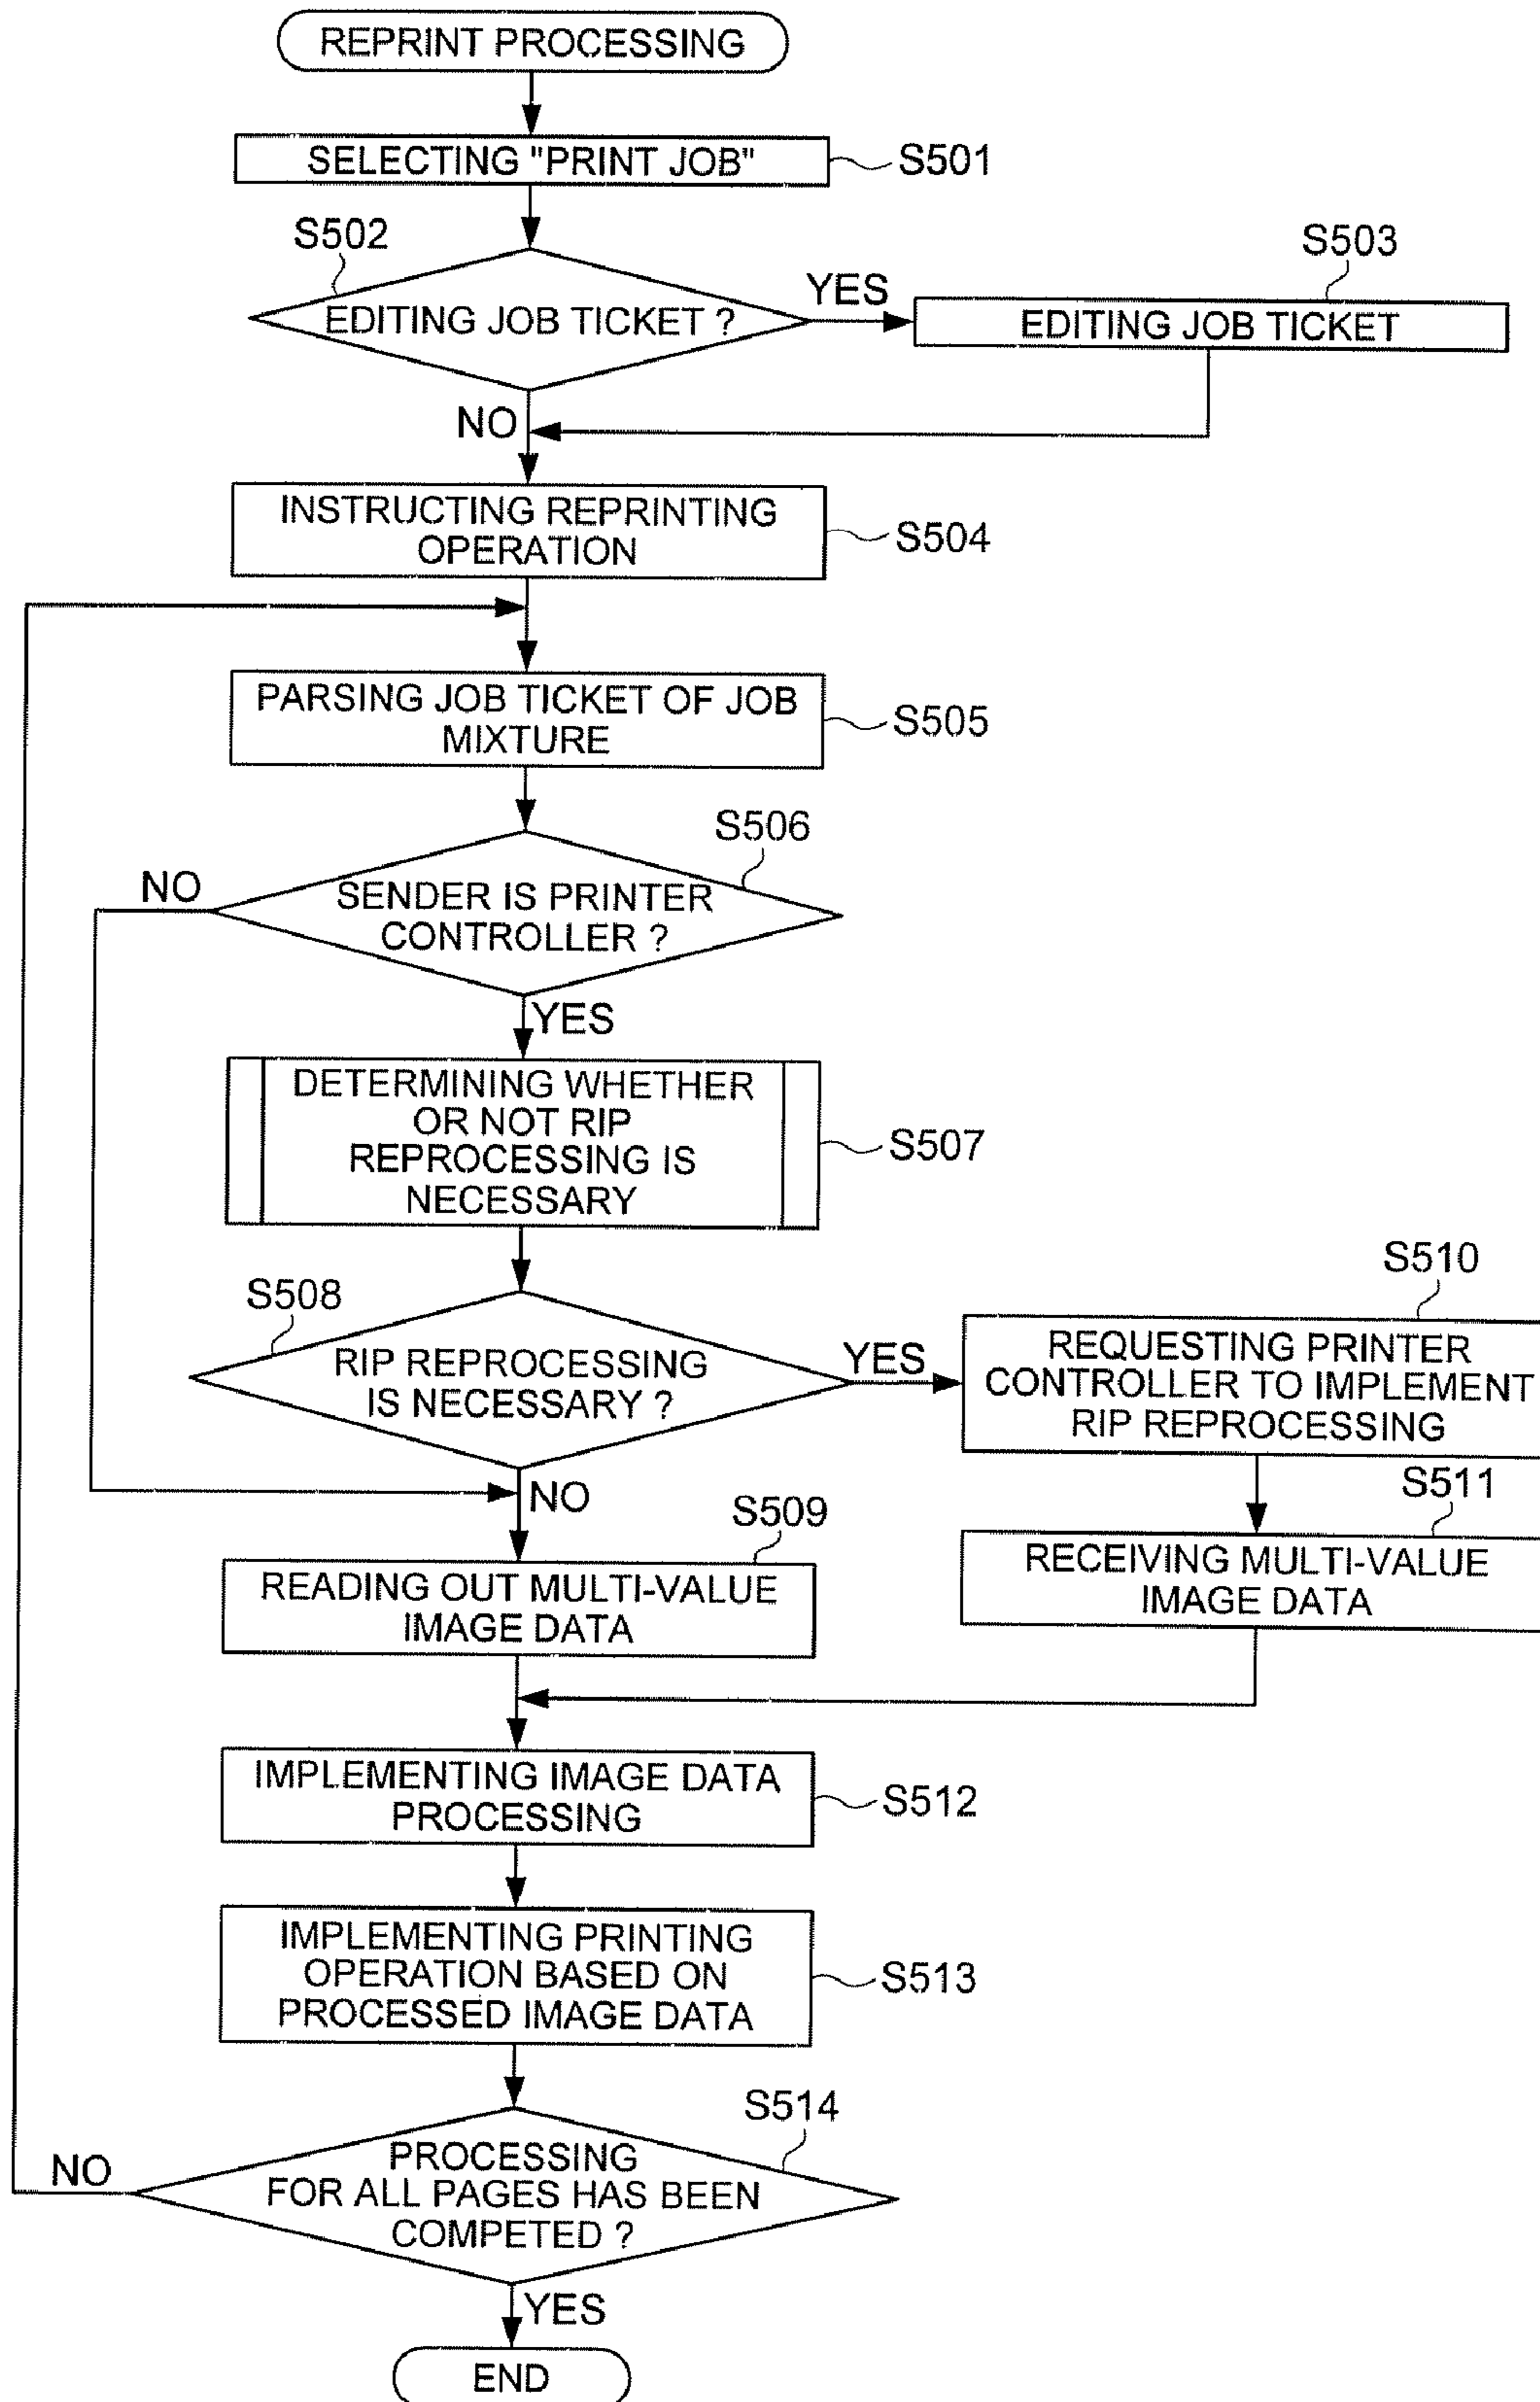 REPRINT PROCESSING
SELECTING "PRINT JOB"
S501
S502
EDITING JOB TICKET ?
YES
S503
EDITING JOB TICKET
NO
INSTRUCTING REPRINTING
OPERATION
S504
PARSING JOB TICKET OF JOB
MIXTURE
S505
S506
NO
SENDER IS PRINTER
CONTROLLER ?
YES
DETERMINING WHETHER
OR NOT RIP
REPROCESSING IS
NECESSARY
S507
S508
RIP REPROCESSING
IS NECESSARY ?
YES
S510
REQUESTING PRINTER
CONTROLLER TO IMPLEMENT
RIP REPROCESSING
NO
S509
READING OUT MULTI-VALUE
IMAGE DATA
S511
RECEIVING MULTI-VALUE
IMAGE DATA
IMPLEMENTING IMAGE DATA
PROCESSING
S512
IMPLEMENTING PRINTING
OPERATION BASED ON
PROCESSED IMAGE DATA
S513
S514
NO
PROCESSING
FOR ALL PAGES HAS BEEN
COMPETED ?
YES
END